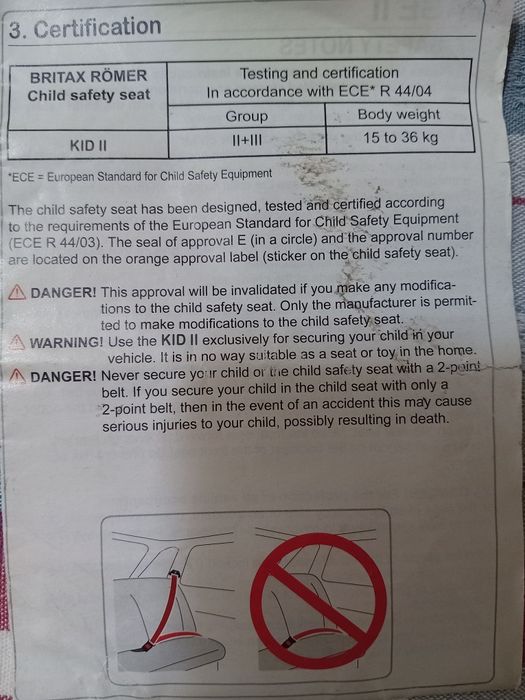 3. Certification
BRITAX RÖMER
Child safety seat
Testing and certification
In accordance with ECE* R 44/04
Group
Body weight
KID II
II+III
15 to 36 kg
*ECE = European Standard for Child Safety Equipment
The child safety seat has been designed, tested and certified according
to the requirements of the European Standard for Child Safety Equipment
(ECE R 44/03). The seal of approval E (in a circle) and the approval number
are located on the orange approval label (sticker on the child safety seat).
DANGER! This approval will be invalidated if you make any modifica-
tions to the child safety seat. Only the manufacturer is permit-
ted to make modifications to the child safety seat.
WARNING! Use the KID II exclusively for securing your child in your
vehicle. It is in no way suitable as a seat or toy in the home.
DANGER! Never secure your child or the child safety seat with a 2-point
belt. If you secure your child in the child seat with only a
2-point belt, then in the event of an accident this may cause
serious injuries to your child, possibly resulting in death.